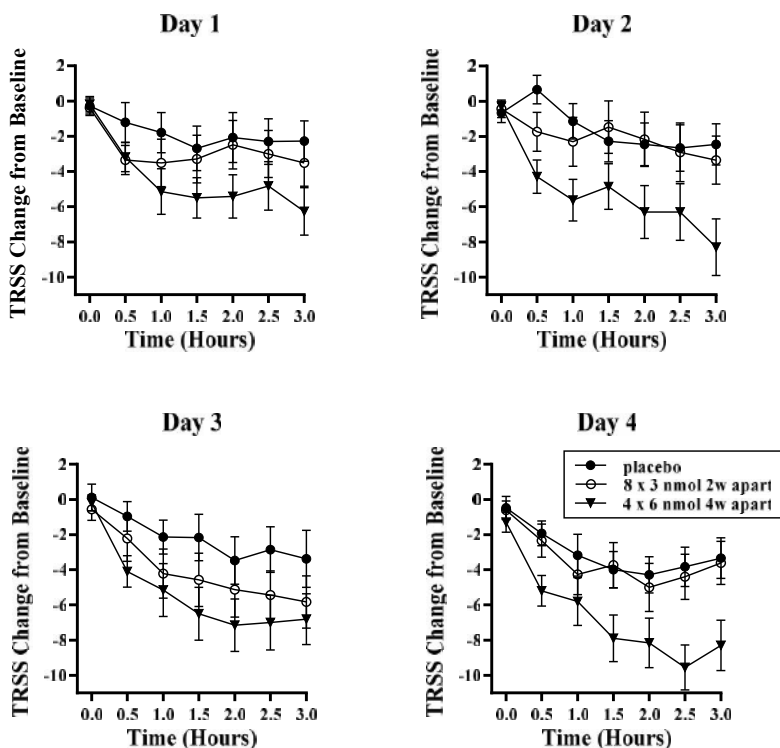 Day 1
TRSS Change from Baseline
2
0
-2
-4
-6
-8
-10
0.0 0.5 1.0 1.5 2.0 2.5 3.0
Time (Hours)
Day 2
TRSS Change from Baseline
2
0
-2
-4
-6
-8
-10
0.0 0.5 1.0 1.5 2.0 2.5 3.0
Time (Hours)
Day 3
TRSS Change from Baseline
2
0
-2
-4
-6
-8
-10
0.0 0.5 1.0 1.5 2.0 2.5 3.0
Time (Hours)
Day 4
TRSS Change from Baseline
2
0
-2
-4
-6
-8
-10
placebo
8 x 3 nmol 2w apart
4 x 6 nmol 4w apart
0.0 0.5 1.0 1.5 2.0 2.5 3.0
Time (Hours)